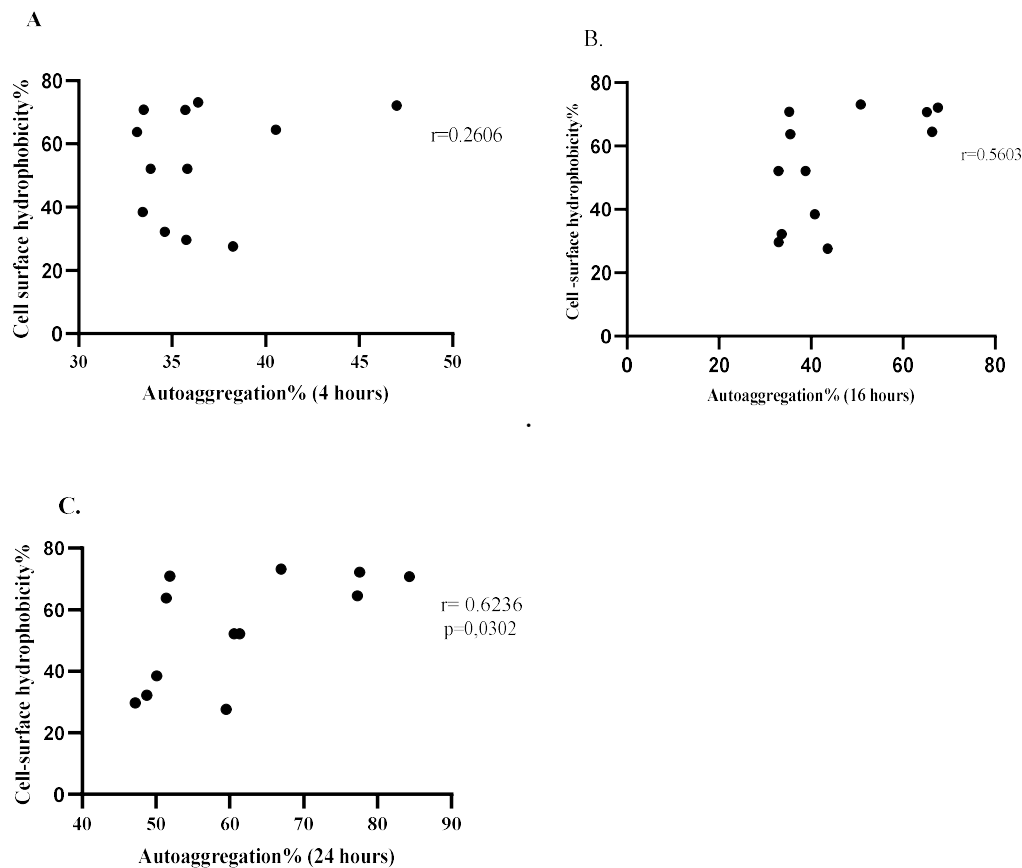 A
Cell surface hydrophobicity%
80
60
40
20
0
30
35
40
45
50
Autoaggregation% (4 hours)
r=0.2606
B.
Cell -surface hydrophobicity%
80
60
40
20
0
0
20
40
60
80
Autoaggregation% (16 hours)
r=0.5603
C.
Cell-surface hydrophobicity%
80
60
40
20
0
40
50
60
70
80
90
Autoaggregation% (24 hours)
r= 0.6236
p=0,0302